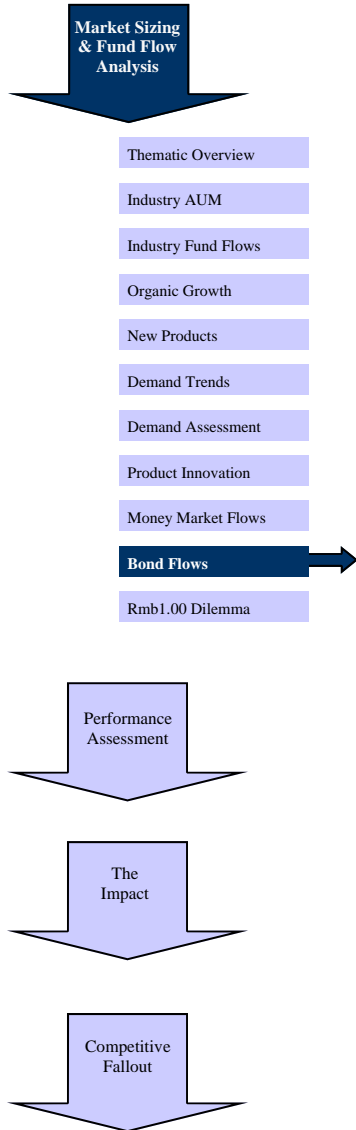 Market Sizing
& Fund Flow
Analysis
Thematic Overview
Industry AUM
Industry Fund Flows
Organic Growth
New Products
Demand Trends
Demand Assessment
Product Innovation
Money Market Flows
Bond Flows
Rmb1.00 Dilemma
Performance
Assessment
The
Impact
Competitive
Fallout